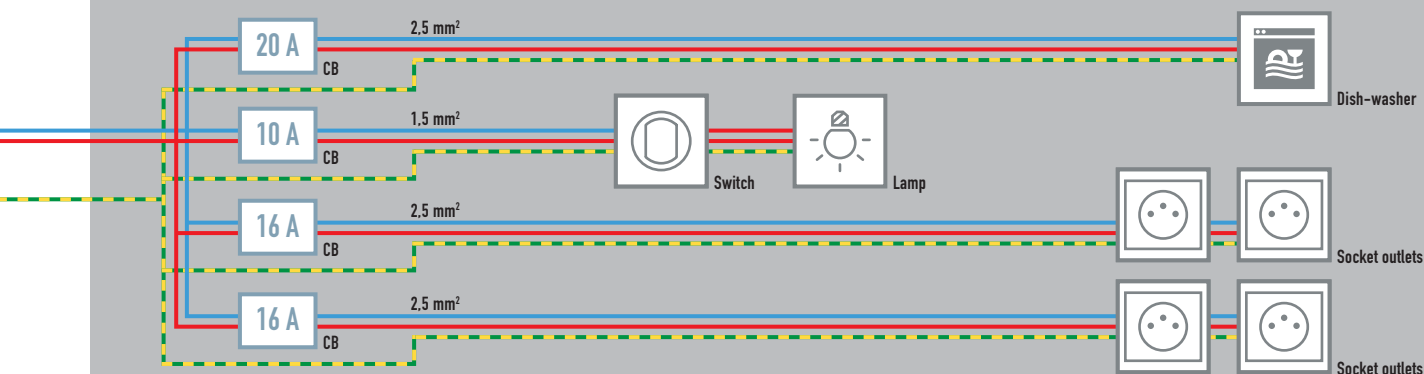 2,5 mm²
20 A
CB
Dish-washer
1,5 mm²
10 A
CB
Switch
Lamp
2,5 mm²
16 A
CB
Socket outlets
2,5 mm²
16 A
CB
Socket outlets